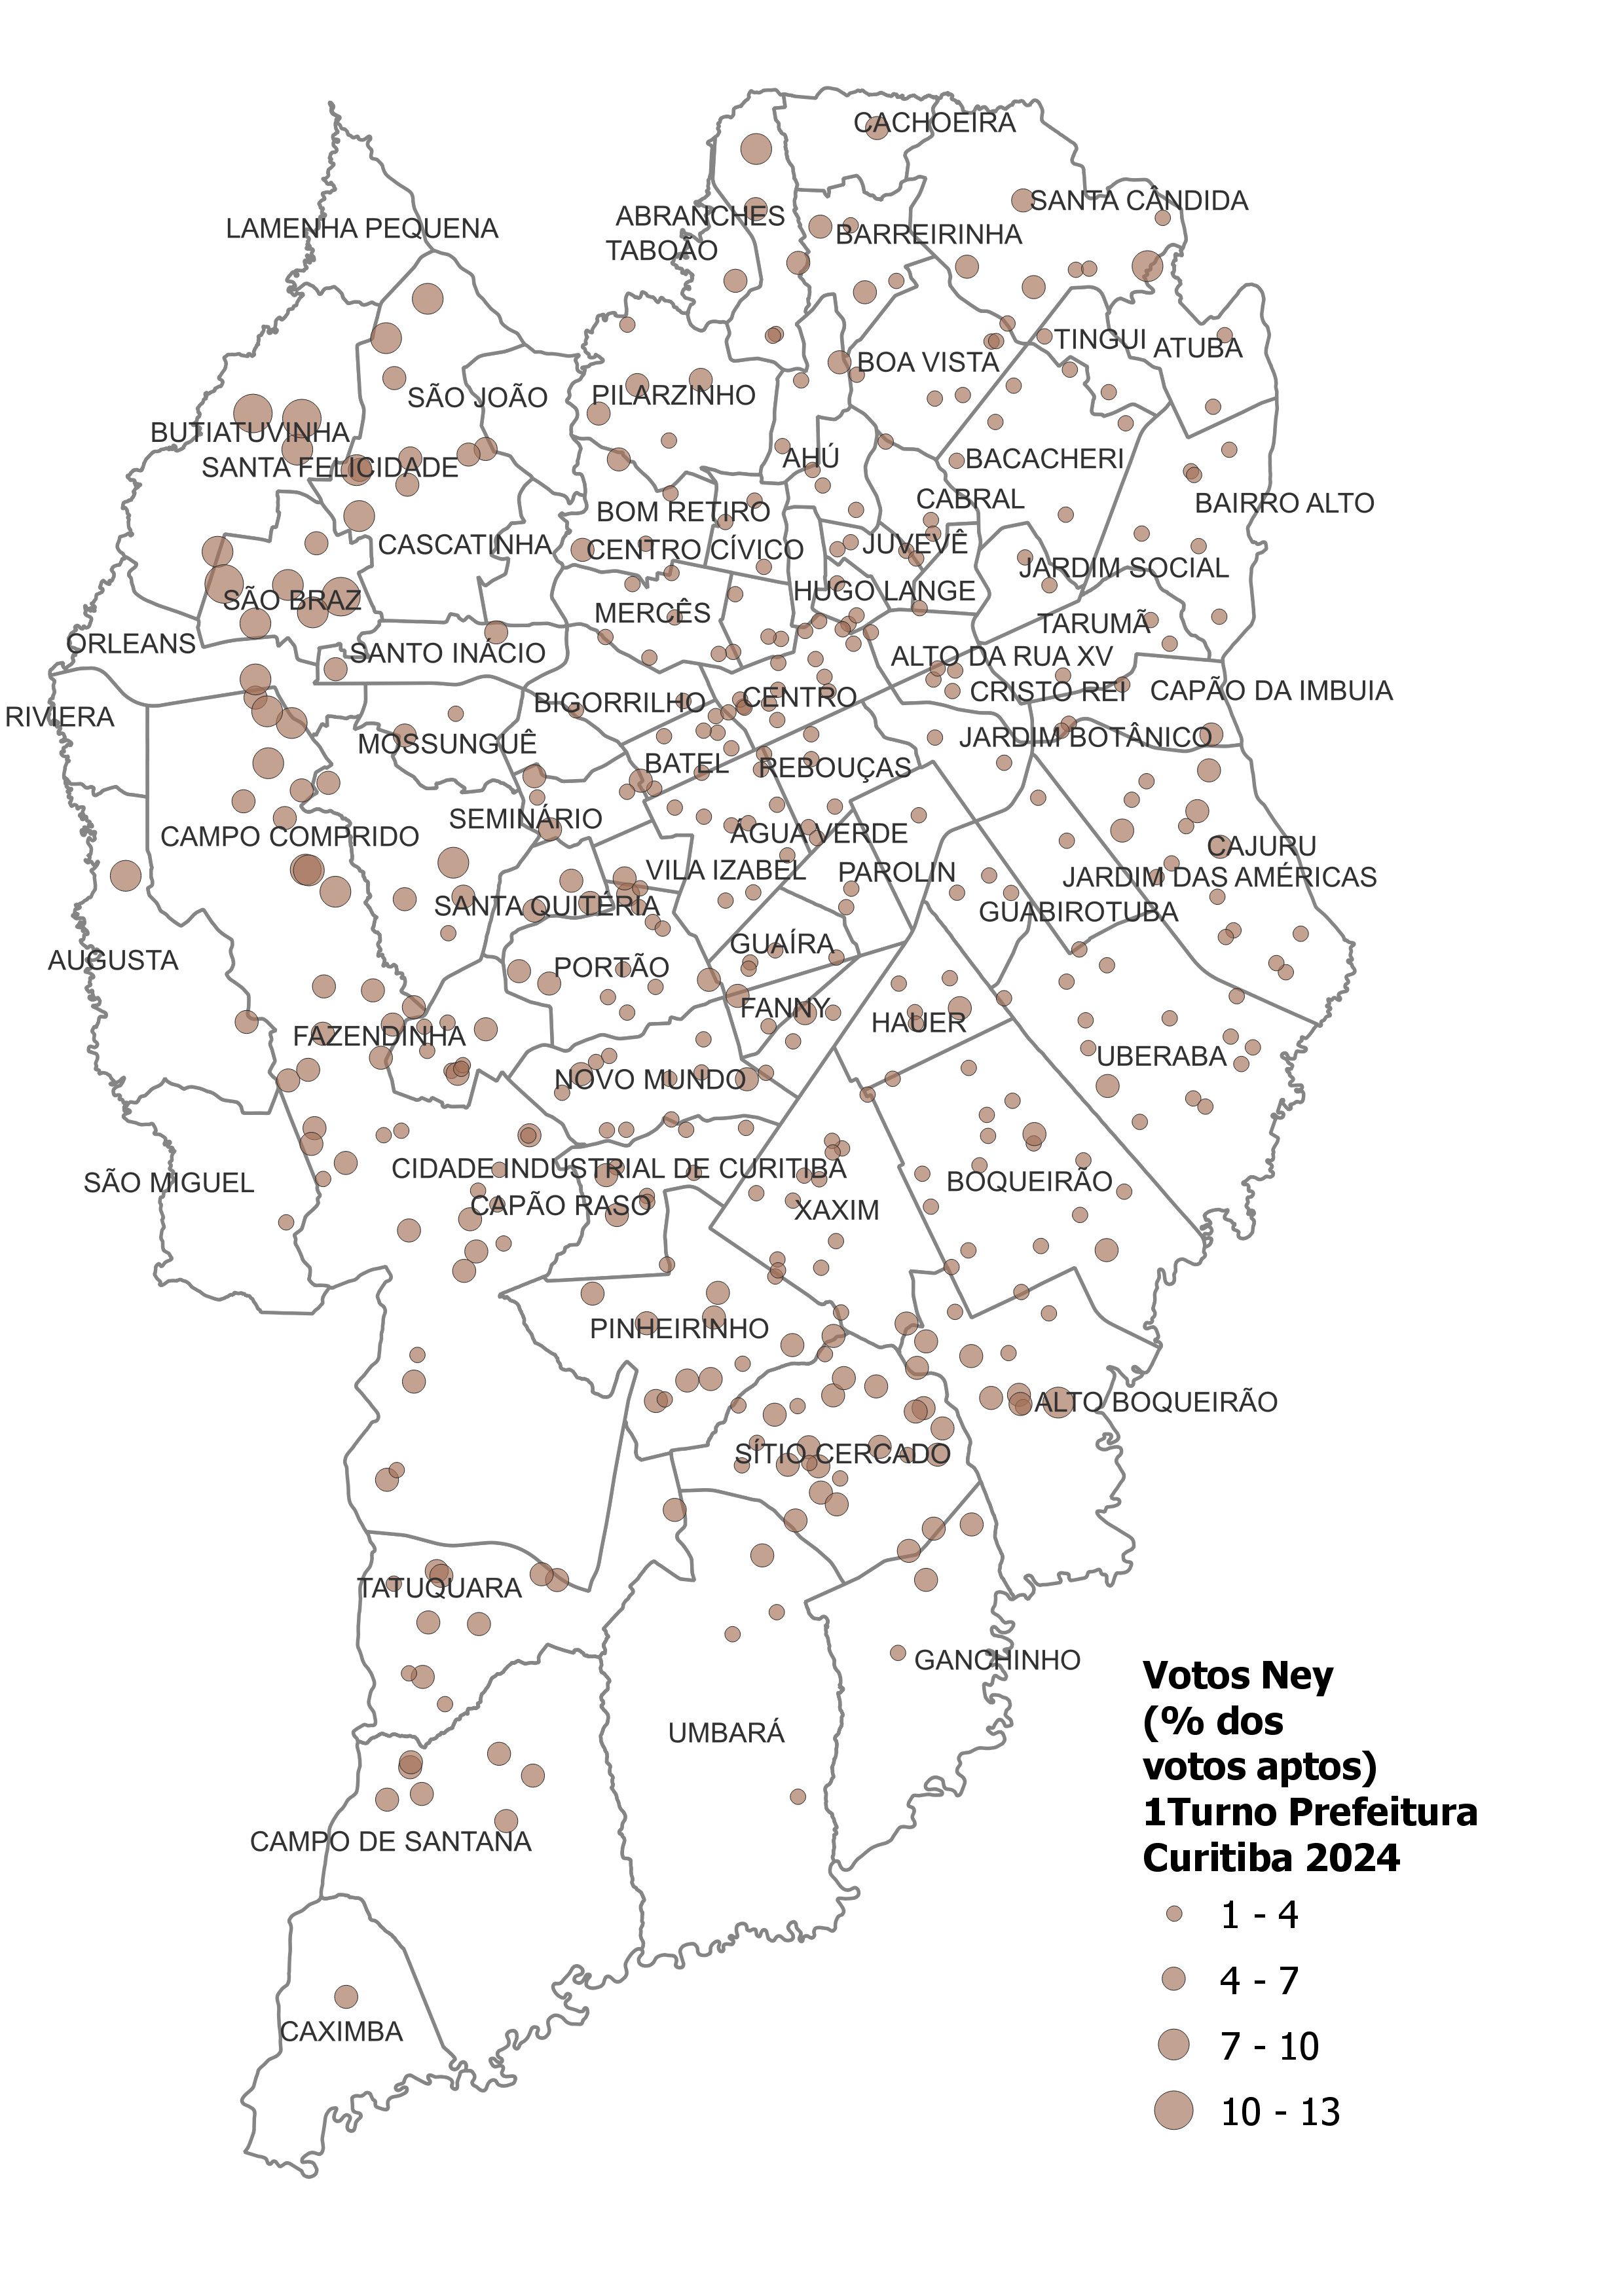 CACHOEIRA
SANTA CÂNDIDA
ABRANCHES
LAMENHA PEQUENA
BARREIRINHA
TABOÃO
TINGUI
ATUBA
BOA VISTA
PILARZINHO
SÃO JOÃO
BUTIATUVINHA
AHÚ
BACACHERI
SANTA FELICIDADE
CABRAL
BAIRRO ALTO
BOM RETIRO
CASCATINHA
CENTRO CÍVICO
JUVEVÊ
JARDIM SOCIAL
HUGO LANGE
SÃO BRAZ
MERCÊS
TARUMÃ
ORLEANS
SANTO INÁCIO
ALTO DA RUA XV
CRISTO REI
CAPÃO DA IMBUIA
BIGORRILHO
CENTRO
RIVIERA
MOSSUNGUÊ
JARDIM BOTÂNICO
BATEL
REBOUÇAS
SEMINÁRIO
CAMPO COMPRIDO
ÁGUA VERDE
CAJURU
VILA IZABEL
PAROLIN
JARDIM DAS AMÉRICAS
SANTA QUITÉRIA
GUABIROTUBA
GUAÍRA
AUGUSTA
PORTÃO
FANNY
HAUER
FAZENDINHA
UBERABA
NOVO MUNDO
CIDADE INDUSTRIAL DE CURITIBA
SÃO MIGUEL
BOQUEIRÃO
CAPÃO RASO
XAXIM
PINHEIRINHO
ALTO BOQUEIRÃO
SÍTIO CERCADO
TATUQUARA
GANCHINHO
UMBARÁ
CAMPO DE SANTANA
CAXIMBA
Votos Ney
(% dos
votos aptos)
1Turno Prefeitura
Curitiba 2024
1 - 4
4 - 7
7 - 10
10 - 13